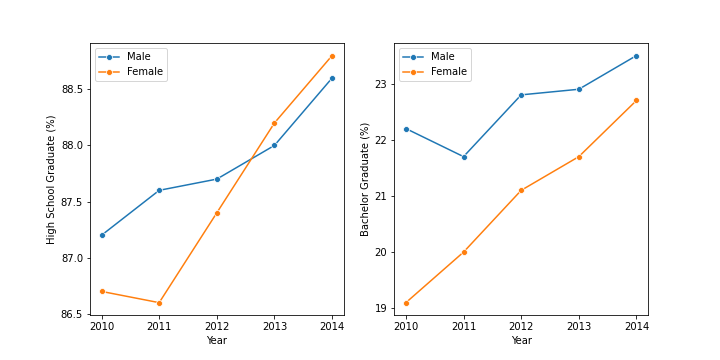 Male
Female
High School Graduate (%)
88.5
88.0
87.5
87.0
86.5
2010 2011 2012 2013 2014
Year
Male
Female
Bachelor Graduate (%)
23
22
21
20
19
2010 2011 2012 2013 2014
Year